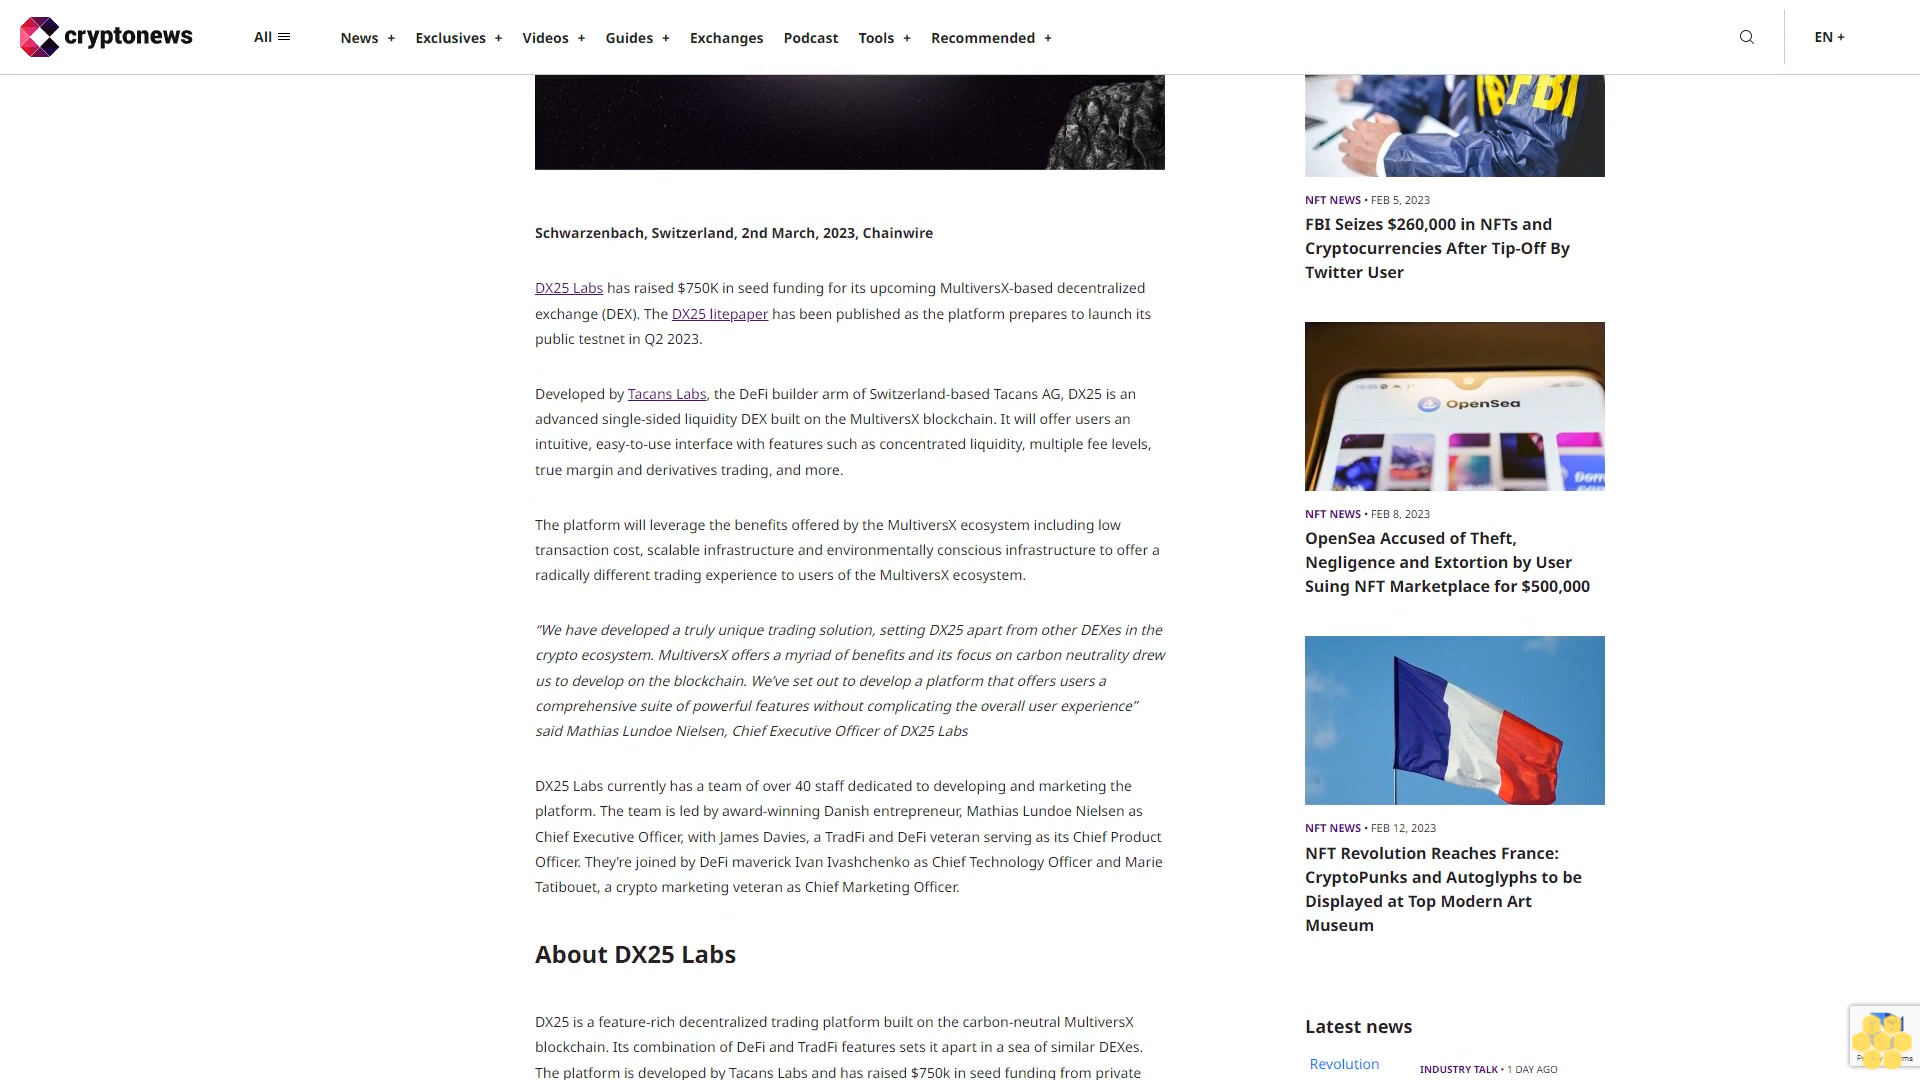 cryptonews
All
News +
Exclusives +
Videos +
Guides +
Exchanges
Podcast
Tools +
Recommended +
EN +
Schwarzenbach, Switzerland, 2nd March, 2023, Chainwire
DX25 Labs has raised $750K in seed funding for its upcoming MultiversX-based decentralized
exchange (DEX). The DX25 litepaper has been published as the platform prepares to launch its
public testnet in Q2 2023.
Developed by Tacans Labs, the DeFi builder arm of Switzerland-based Tacans AG, DX25 is an
advanced single-sided liquidity DEX built on the MultiversX blockchain. It will offer users an
intuitive, easy-to-use interface with features such as concentrated liquidity, multiple fee levels,
true margin and derivatives trading, and more.
The platform will leverage the benefits offered by the MultiversX ecosystem including low
transaction cost, scalable infrastructure and environmentally conscious infrastructure to offer a
radically different trading experience to users of the MultiversX ecosystem.
“We have developed a truly unique trading solution, setting DX25 apart from other DEXes in the
crypto ecosystem. MultiversX offers a myriad of benefits and its focus on carbon neutrality drew
us to develop on the blockchain. We’ve set out to develop a platform that offers users a
comprehensive suite of powerful features without complicating the overall user experience”
said Mathias Lundoe Nielsen, Chief Executive Officer of DX25 Labs
DX25 Labs currently has a team of over 40 staff dedicated to developing and marketing the
platform. The team is led by award-winning Danish entrepreneur, Mathias Lundoe Nielsen as
Chief Executive Officer, with James Davies, a TradFi and DeFi veteran serving as its Chief Product
Officer. They’re joined by DeFi maverick Ivan Ivashchenko as Chief Technology Officer and Marie
Tatibouet, a crypto marketing veteran as Chief Marketing Officer.
About DX25 Labs
DX25 is a feature-rich decentralized trading platform built on the carbon-neutral MultiversX
blockchain. Its combination of DeFi and TradFi features sets it apart in a sea of similar DEXes.
The platform is developed by Tacans Labs and has raised $750k in seed funding from private
FBI
NFT NEWS • FEB 5, 2023
FBI Seizes $260,000 in NFTs and
Cryptocurrencies After Tip-Off By
Twitter User
OpenSea
NFT NEWS • FEB 8, 2023
OpenSea Accused of Theft,
Negligence and Extortion by User
Suing NFT Marketplace for $500,000
NFT NEWS • FEB 12, 2023
NFT Revolution Reaches France:
CryptoPunks and Autoglyphs to be
Displayed at Top Modern Art
Museum
Latest news
Revolution
INDUSTRY TALK • 1 DAY AGO